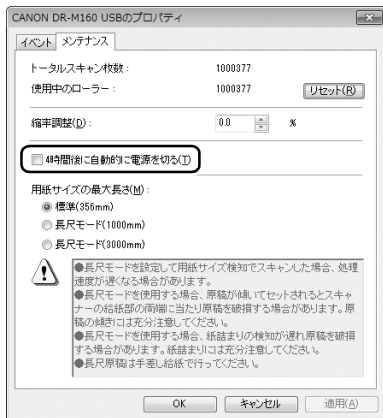 CANON DR-M160 USBのプロパティ
イベント メンテナンス
トータルスキャン枚数： 1000377
使用中のローラー： 1000377 リセット(R)
縮率調整(D)： 0.0 %
4時間後に自動的に電源を切る(T)
用紙サイズの最大長さ(M)：
標準(356mm)
長尺モード(1000mm)
長尺モード(3000mm)
●長尺モードを設定して用紙サイズ検知でスキャンした場合、処理
速度が遅くなる場合があります。
●長尺モードを使用する場合、原稿が傾いてセットされるとスキャ
ナーの給紙部の両端に当たり原稿を破損する場合があります。原
稿の傾きには充分注意してください。
●長尺モードを使用する場合、紙詰まりの検知が遅れ原稿を破損
する場合があります。紙詰まりには充分注意してください。
●長尺原稿は手差し給紙で行ってください。
OK キャンセル 適用(A)